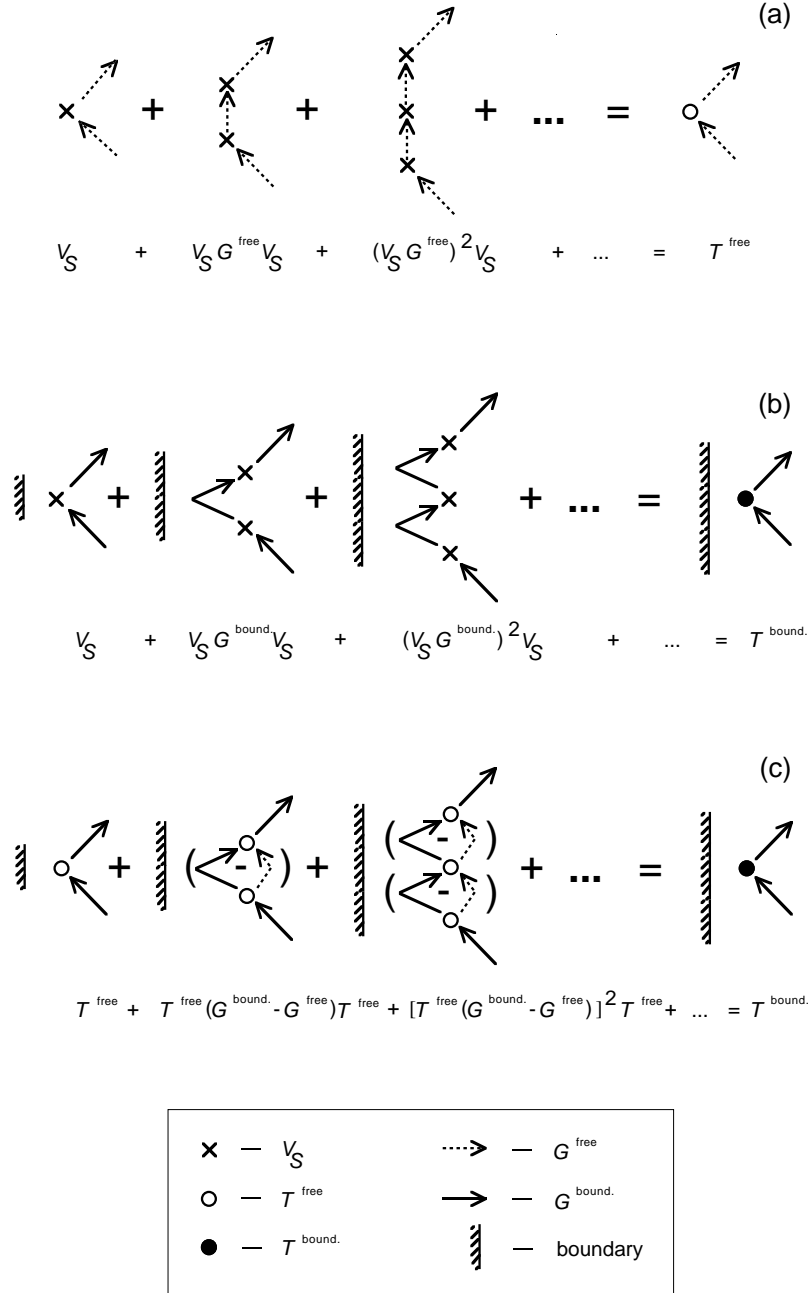 (a)
+ + + ... =
V_S + V_S G^free V_S + (V_S G^free)^2 V_S + ... = T^free
(b)
+ + + ... =
V_S + V_S G^bound. V_S + (V_S G^bound.)^2 V_S + ... = T^bound.
(c)
+ ( - ) + ( - ) ( - ) + ... =
T^free + T^free (G^bound. - G^free) T^free + [T^free (G^bound. - G^free)]^2 T^free + ... = T^bound.
× — V_S
⇢ — G^free
○ — T^free
→ — G^bound.
● — T^bound.
— boundary